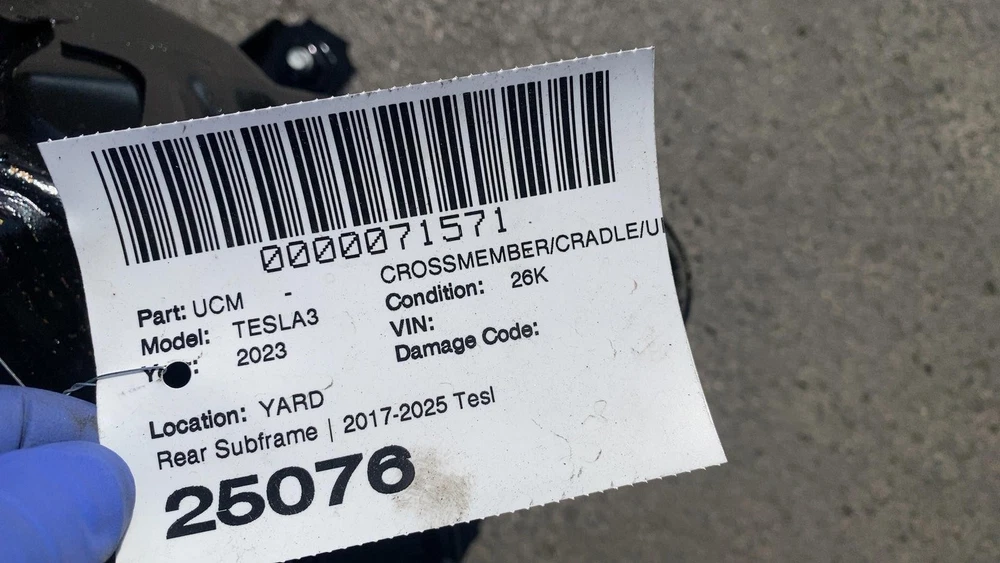 0000071571
CROSSMEMBER/CRADLE/U
Part: UCM -
Condition: 26K
Model: TESLA3
VIN:
2023
Damage Code:
Location: YARD
Rear Subframe | 2017-2025 Tesl
25076